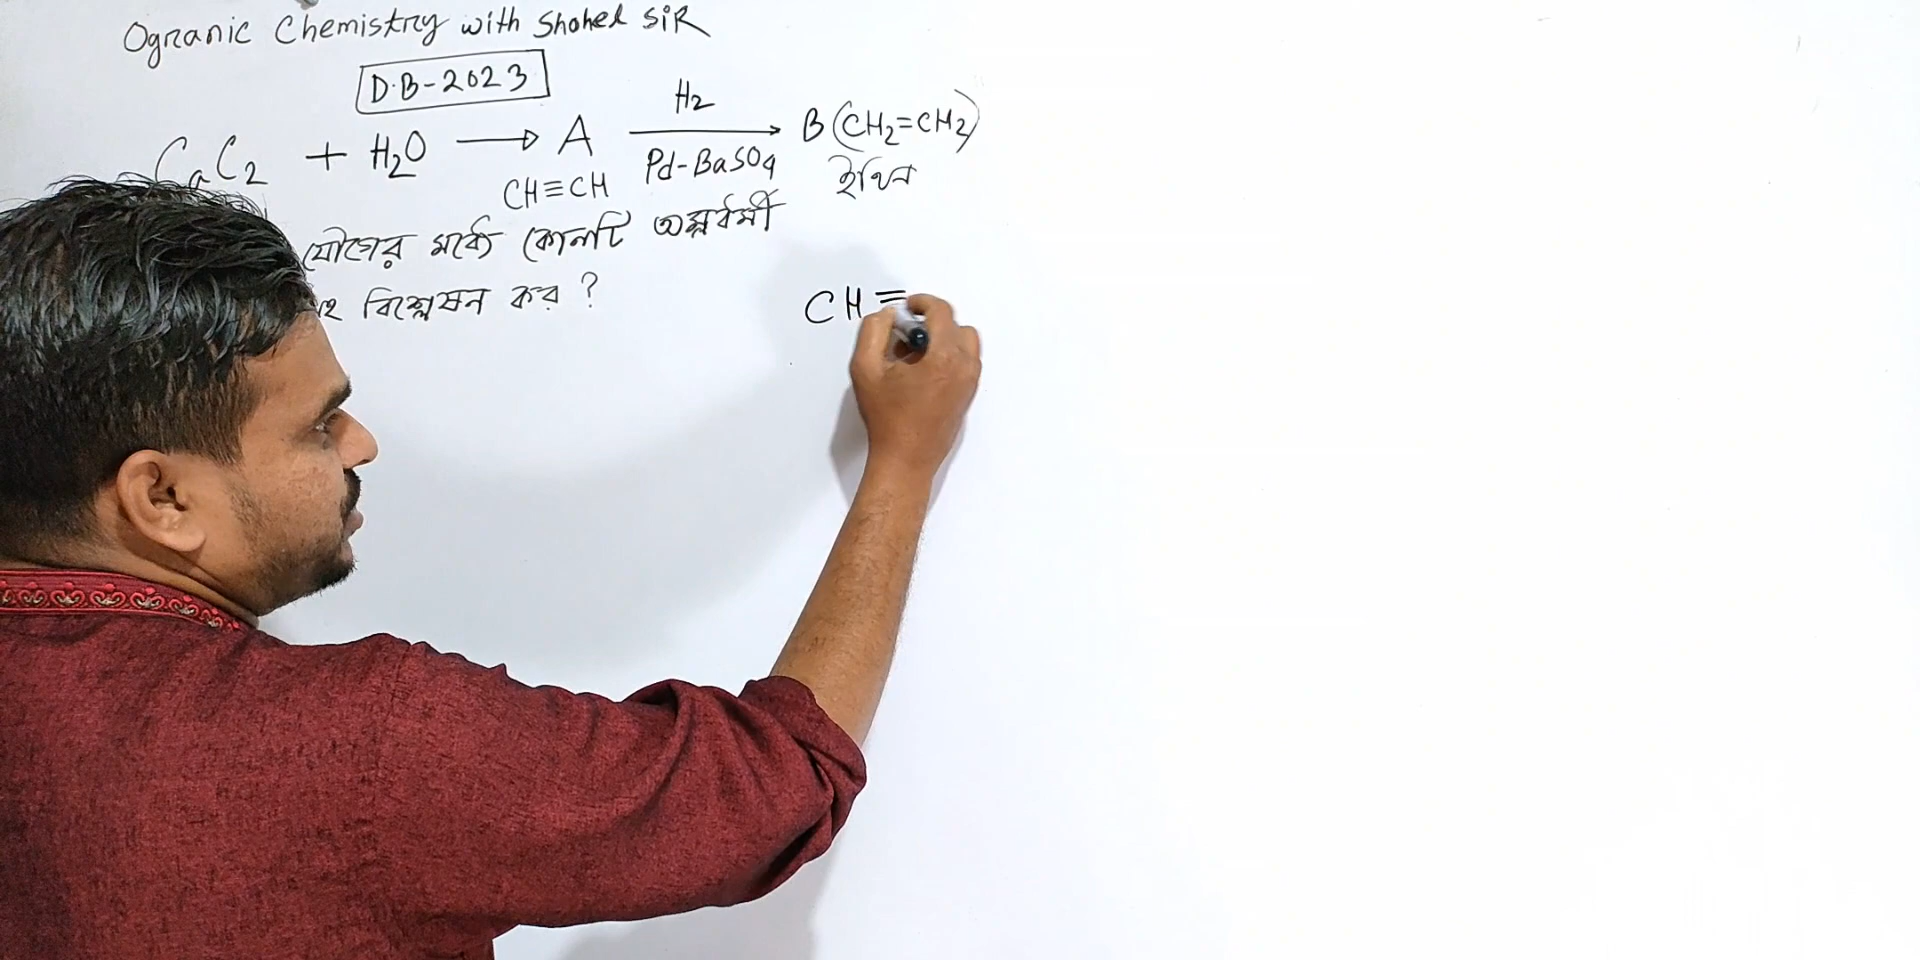 Ogranic Chemistry with Shohel SiR
D.B-2023
CaC₂ + H₂O → A H₂ Pd-BaSO₄ → B (CH₂=CH₂)
CH≡CH ইথিন
যৌগের মধ্যে কোনটি অম্লধর্মী
বিশ্লেষন কর ?
CH